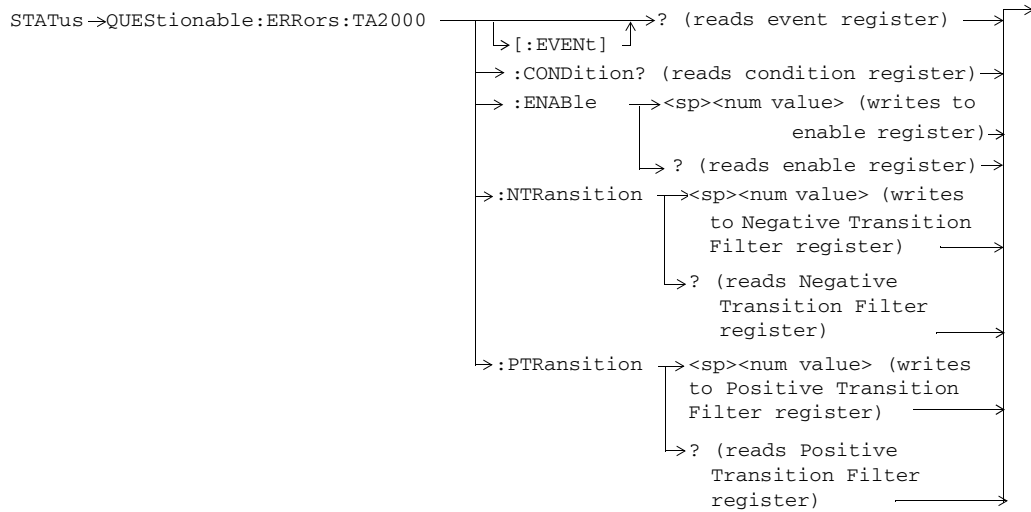 STATus QUEStionable:ERRors:TA2000 ? (reads event register)
[:EVENt]
:CONDition? (reads condition register)
:ENABle <sp><num value> (writes to
enable register)
? (reads enable register)
:NTRansition <sp><num value> (writes
to Negative Transition
Filter register)
? (reads Negative
Transition Filter
register)
:PTRansition <sp><num value> (writes
to Positive Transition
Filter register)
? (reads Positive
Transition Filter
register)